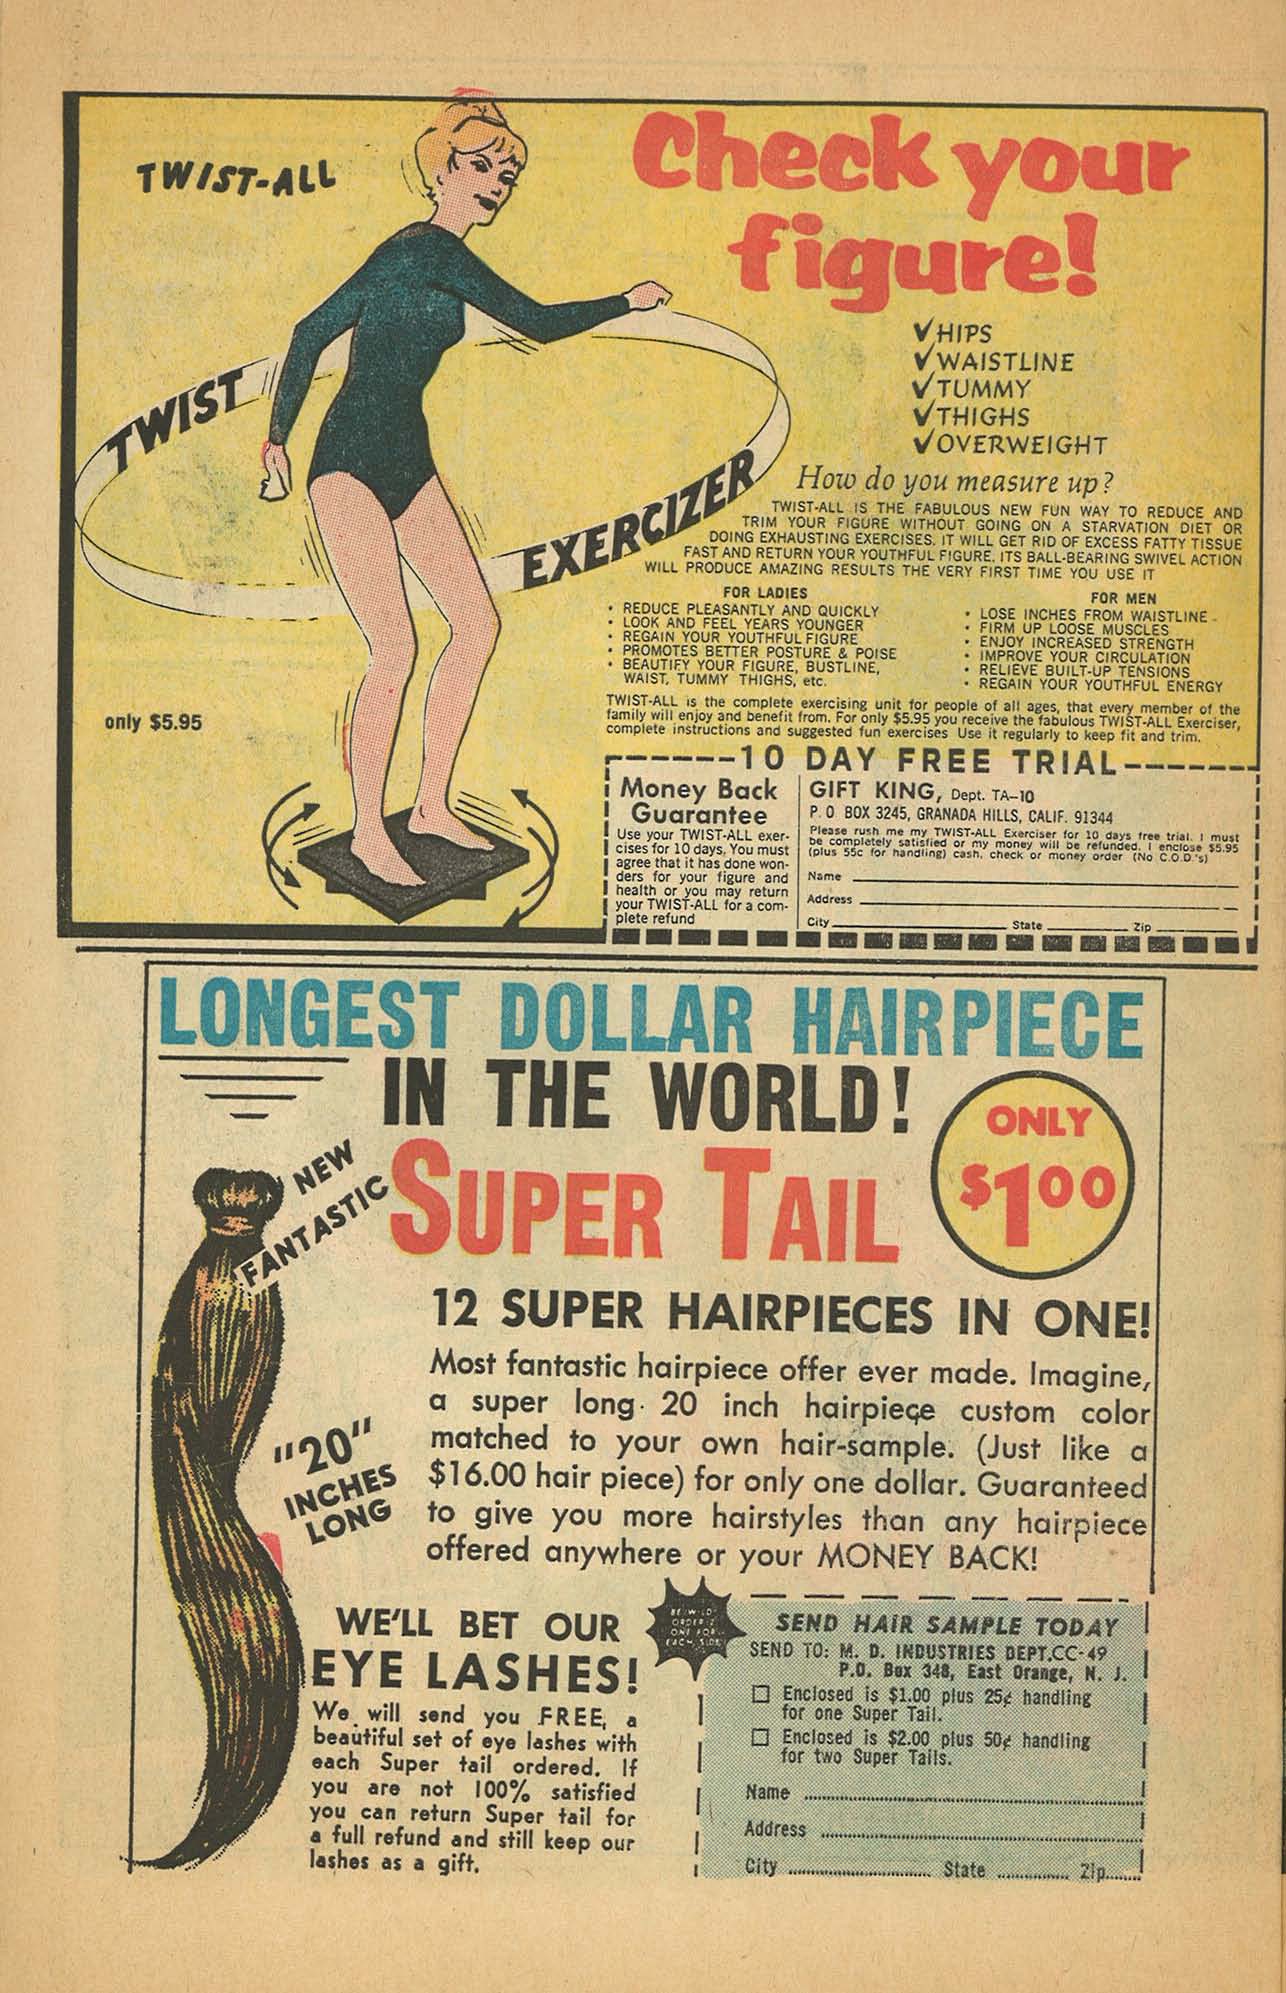 TWIST-ALL
Check your
figure!
✓HIPS
✓WAISTLINE
✓TUMMY
✓THIGHS
✓OVERWEIGHT
How do you measure up?
TWIST
EXERCIZER
TWIST-ALL IS THE FABULOUS NEW FUN WAY TO REDUCE AND
TRIM YOUR FIGURE WITHOUT GOING ON A STARVATION DIET OR
DOING EXHAUSTING EXERCISES. IT WILL GET RID OF EXCESS FATTY TISSUE
FAST AND RETURN YOUR YOUTHFUL FIGURE. ITS BALL-BEARING SWIVEL ACTION
WILL PRODUCE AMAZING RESULTS THE VERY FIRST TIME YOU USE IT
FOR LADIES
• REDUCE PLEASANTLY AND QUICKLY
• LOOK AND FEEL YEARS YOUNGER
• REGAIN YOUR YOUTHFUL FIGURE
• PROMOTES BETTER POSTURE & POISE
• BEAUTIFY YOUR FIGURE, BUSTLINE,
WAIST, TUMMY THIGHS, etc.
FOR MEN
• LOSE INCHES FROM WAISTLINE
• FIRM UP LOOSE MUSCLES
• ENJOY INCREASED STRENGTH
• IMPROVE YOUR CIRCULATION
• RELIEVE BUILT-UP TENSIONS
• REGAIN YOUR YOUTHFUL ENERGY
only $5.95
TWIST-ALL is the complete exercising unit for people of all ages, that every member of the
family will enjoy and benefit from. For only $5.95 you receive the fabulous TWIST-ALL Exerciser,
complete instructions and suggested fun exercises Use it regularly to keep fit and trim.
10 DAY FREE TRIAL
Money Back
Guarantee
Use your TWIST-ALL exer-
cises for 10 days. You must
agree that it has done won-
ders for your figure and
health or you may return
your TWIST-ALL for a com-
plete refund
GIFT KING, Dept. TA-10
P.O BOX 3245, GRANADA HILLS, CALIF. 91344
Please rush me my TWIST-ALL Exerciser for 10 days free trial. I must
be completely satisfied or my money will be refunded. I enclose $5.95
(plus 55c for handling) cash, check or money order (No C.O.D.'s)
Name
Address
City State Zip
LONGEST DOLLAR HAIRPIECE
IN THE WORLD!
NEW
FANTASTIC
SUPER TAIL
ONLY
$1.00
12 SUPER HAIRPIECES IN ONE!
Most fantastic hairpiece offer ever made. Imagine,
a super long 20 inch hairpiece custom color
matched to your own hair-sample. (Just like a
$16.00 hair piece) for only one dollar. Guaranteed
to give you more hairstyles than any hairpiece
offered anywhere or your MONEY BACK!
"20"
INCHES
LONG
WE'LL BET OUR
EYE LASHES!
We will send you FREE, a
beautiful set of eye lashes with
each Super tail ordered. If
you are not 100% satisfied
you can return Super tail for
a full refund and still keep our
lashes as a gift.
BE WILD
ORDER 2
ONE FOR
EACH SIDE
SEND HAIR SAMPLE TODAY
SEND TO: M. D. INDUSTRIES DEPT.CC-49
P.O. Box 348, East Orange, N. J.
☐ Enclosed is $1.00 plus 25¢ handling
for one Super Tail.
☐ Enclosed is $2.00 plus 50¢ handling
for two Super Tails.
Name
Address
City State Zip